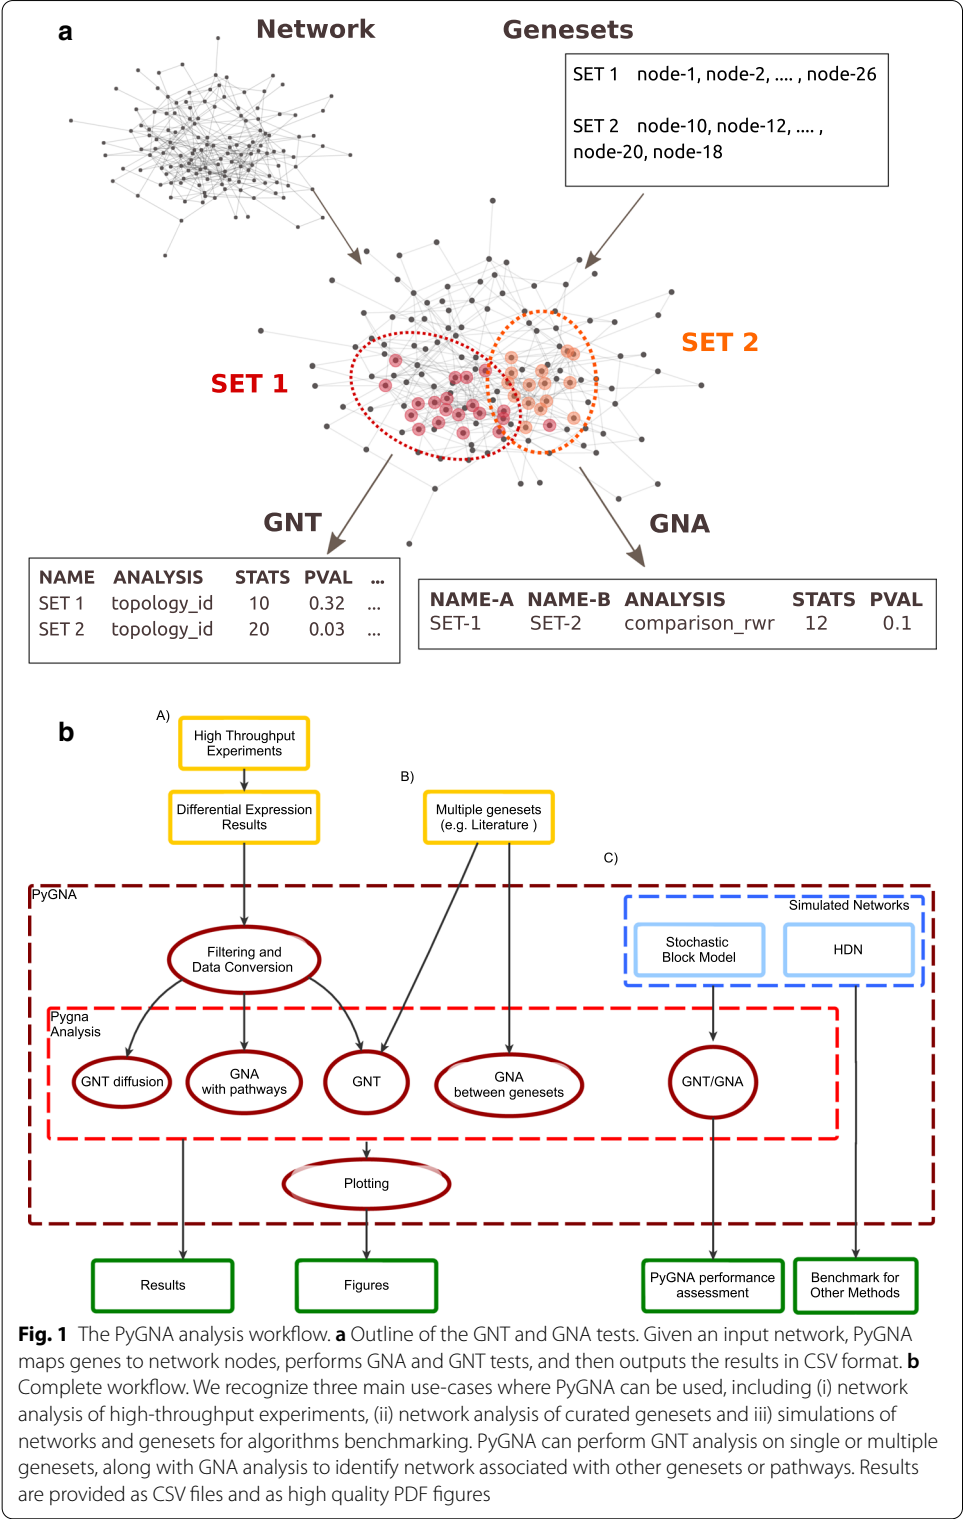 a
Network
Genesets
SET 1 node-1, node-2, .... , node-26
SET 2 node-10, node-12, .... ,
node-20, node-18
SET 2
SET 1
GNT
GNA
NAME ANALYSIS STATS PVAL ...
SET 1 topology_id 10 0.32 ...
SET 2 topology_id 20 0.03 ...
NAME-A NAME-B ANALYSIS STATS PVAL
SET-1 SET-2 comparison_rwr 12 0.1
b
A)
High Throughput
Experiments
B)
Differential Expression
Results
Multiple genesets
(e.g. Literature )
C)
PyGNA
Simulated Networks
Stochastic
Block Model
HDN
Filtering and
Data Conversion
Pygna
Analysis
GNT diffusion
GNA
with pathways
GNT
GNA
between genesets
GNT/GNA
Plotting
Results
Figures
PyGNA performance
assessment
Benchmark for
Other Methods
Fig. 1 The PyGNA analysis workflow. a Outline of the GNT and GNA tests. Given an input network, PyGNA
maps genes to network nodes, performs GNA and GNT tests, and then outputs the results in CSV format. b
Complete workflow. We recognize three main use-cases where PyGNA can be used, including (i) network
analysis of high-throughput experiments, (ii) network analysis of curated genesets and iii) simulations of
networks and genesets for algorithms benchmarking. PyGNA can perform GNT analysis on single or multiple
genesets, along with GNA analysis to identify network associated with other genesets or pathways. Results
are provided as CSV files and as high quality PDF figures